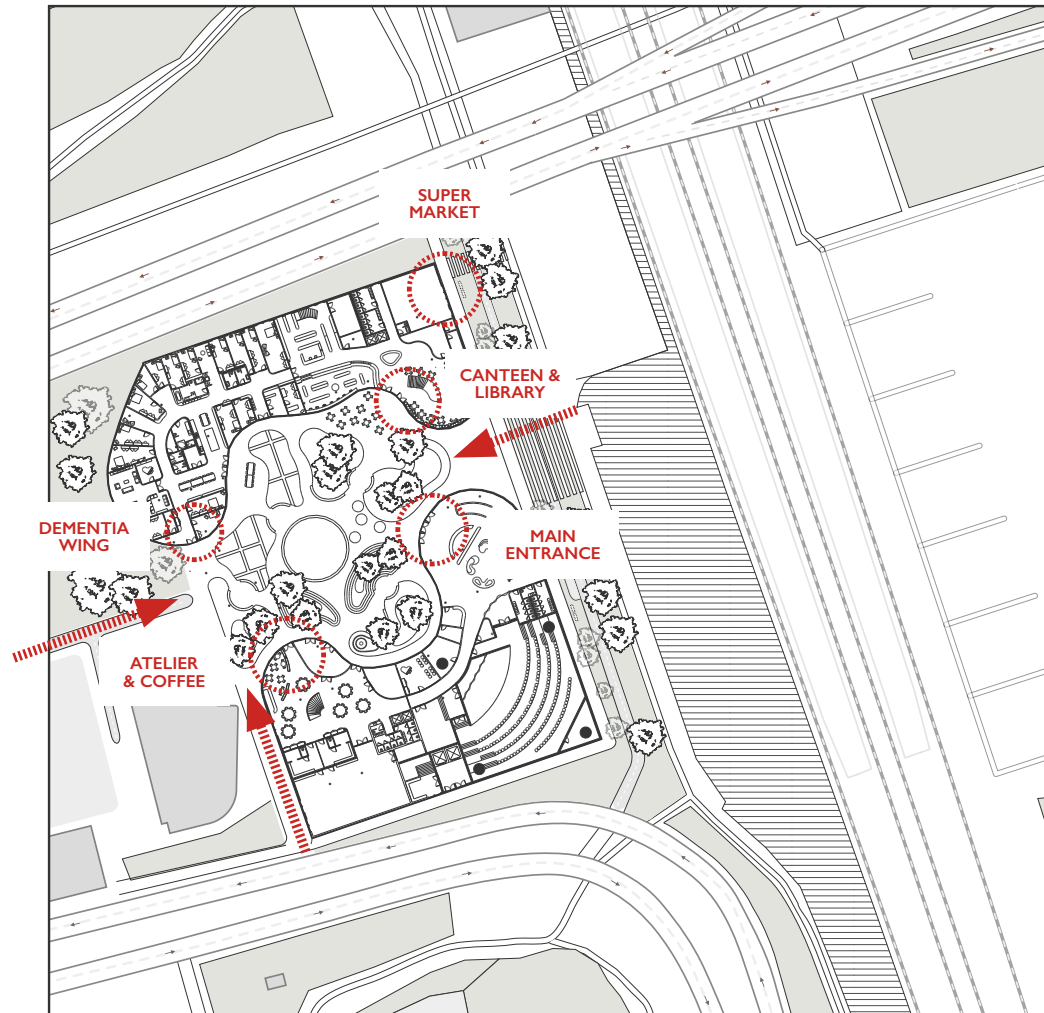 SUPER
MARKET
CANTEEN &
LIBRARY
DEMENTIA
WING
MAIN
ENTRANCE
ATELIER
& COFFEE